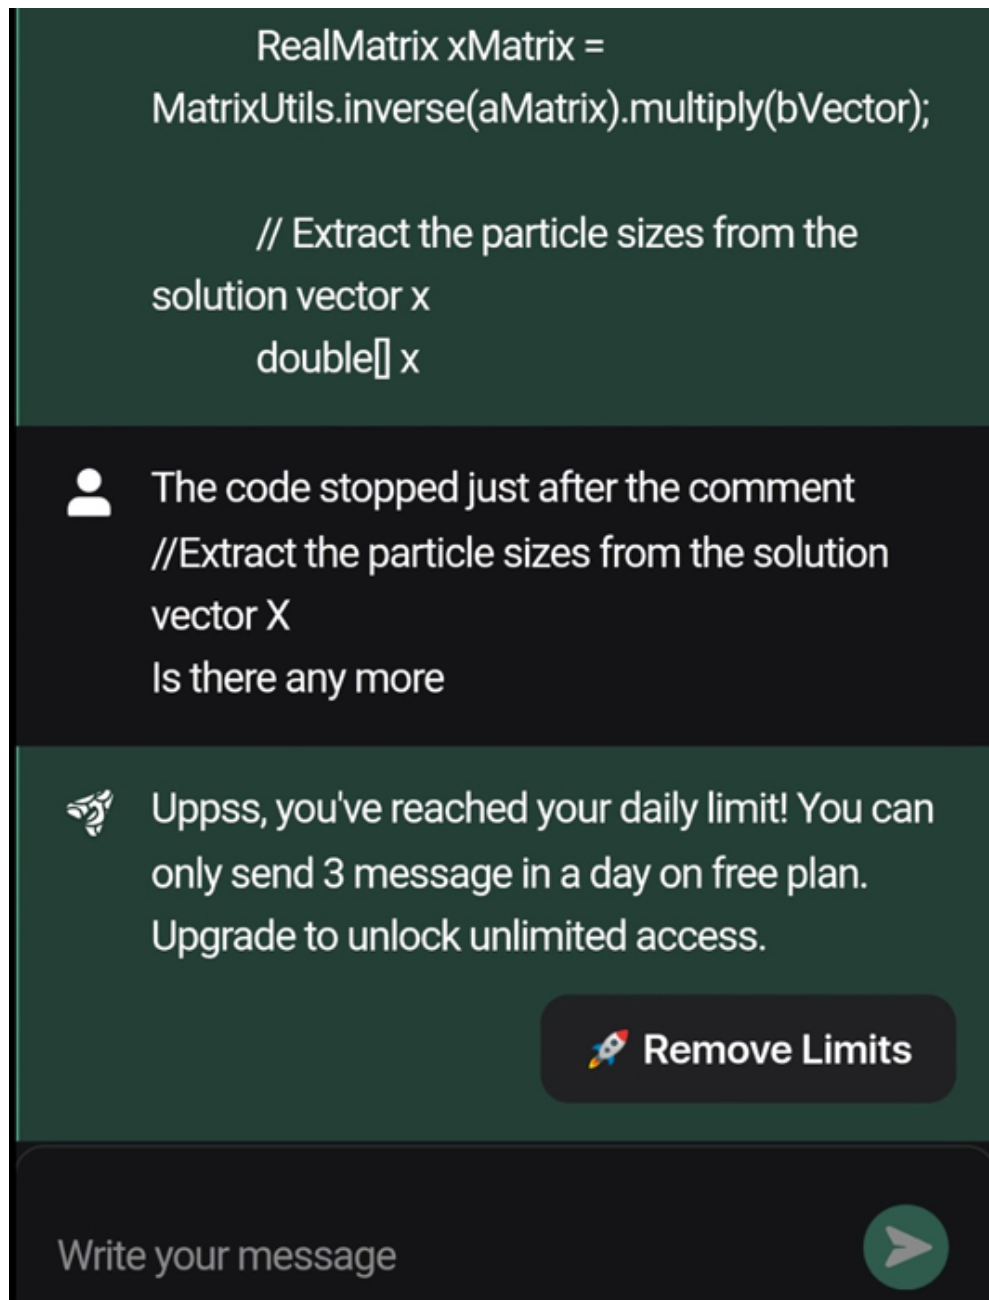 RealMatrix xMatrix =
MatrixUtils.inverse(aMatrix).multiply(bVector);
// Extract the particle sizes from the
solution vector x
double[] x
The code stopped just after the comment
//Extract the particle sizes from the solution
vector X
Is there any more
Uppss, you've reached your daily limit! You can
only send 3 message in a day on free plan.
Upgrade to unlock unlimited access.
🚀 Remove Limits
Write your message